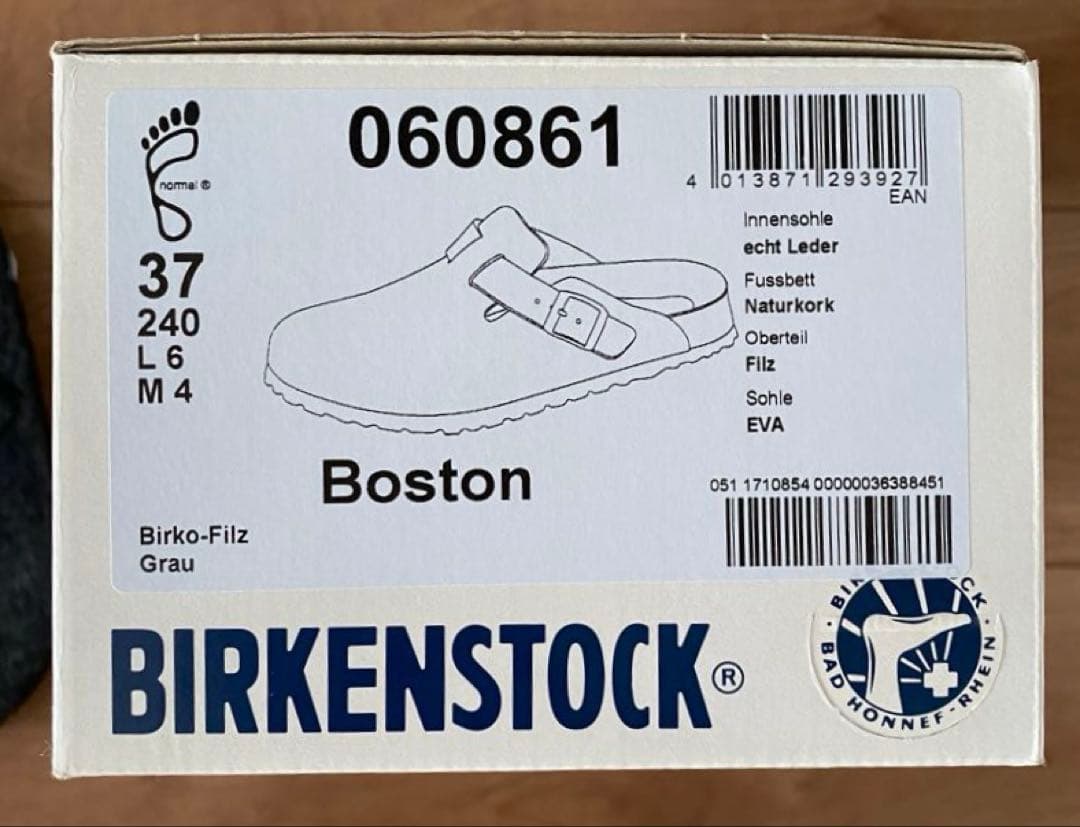 060861
normal ®
37
240
L 6
M 4
4 013871 293927
EAN
Innensohle
echt Leder
Fussbett
Naturkork
Oberteil
Filz
Sohle
EVA
Boston
051 1710854 00000036388451
Birko-Filz
Grau
BIRKENSTOCK®
BAD HONNEF-RHEIN